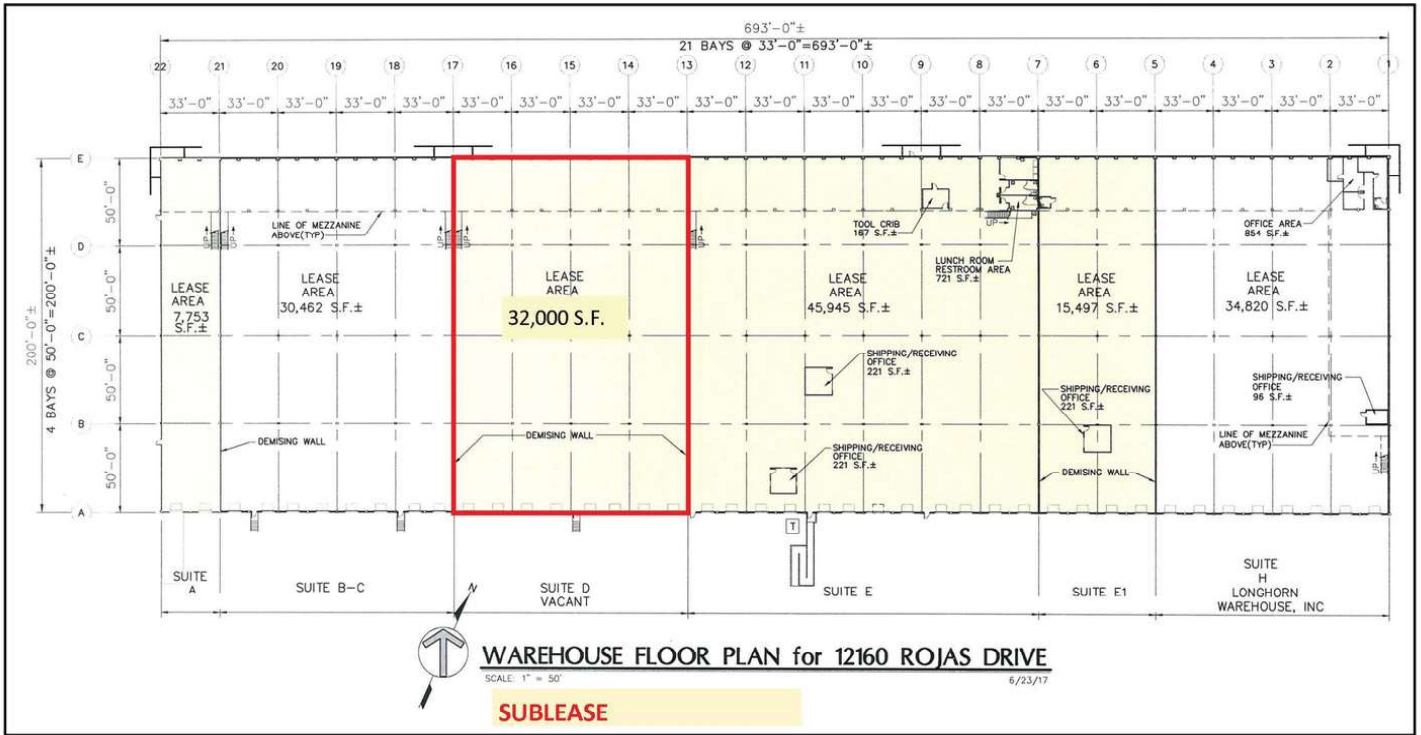 693'-0"±
21 BAYS @ 33'-0"=693'-0"±
22 21 20 19 18 17 16 15 14 13 12 11 10 9 8 7 6 5 4 3 2 1
33'-0" 33'-0" 33'-0" 33'-0" 33'-0" 33'-0" 33'-0" 33'-0" 33'-0" 33'-0" 33'-0" 33'-0" 33'-0" 33'-0" 33'-0" 33'-0" 33'-0" 33'-0" 33'-0" 33'-0" 33'-0"
200'-0"±
4 BAYS @ 50'-0"=200'-0"±
E
50'-0"
D
50'-0"
C
50'-0"
B
50'-0"
A
LINE OF MEZZANINE
ABOVE(TYP)
UP
UP
UP
UP
UP
TOOL CRIB
167 S.F.±
UP
LUNCH ROOM
RESTROOM AREA
721 S.F.±
OFFICE AREA
854 S.F.±
LEASE
AREA
7,753
S.F.±
LEASE
AREA
30,462 S.F.±
LEASE
AREA
32,000 S.F.
LEASE
AREA
45,945 S.F.±
LEASE
AREA
15,497 S.F.±
LEASE
AREA
34,820 S.F.±
SHIPPING/RECEIVING
OFFICE
221 S.F.±
SHIPPING/RECEIVING
OFFICE
221 S.F.±
SHIPPING/RECEIVING
OFFICE
96 S.F.±
DEMISING WALL
DEMISING WALL
SHIPPING/RECEIVING
OFFICE
221 S.F.±
DEMISING WALL
LINE OF MEZZANINE
ABOVE(TYP)
UP
T
SUITE
A
SUITE B-C
SUITE D
VACANT
SUITE E
SUITE E1
SUITE
H
LONGHORN
WAREHOUSE, INC
N
WAREHOUSE FLOOR PLAN for 12160 ROJAS DRIVE
SCALE: 1" = 50'
6/23/17
SUBLEASE